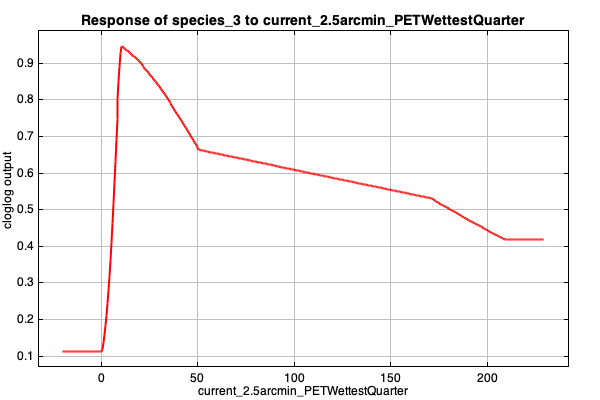 Response of species_3 to current_2.5arcmin_PETWettestQuarter
cloglog output
0.9
0.8
0.7
0.6
0.5
0.4
0.3
0.2
0.1
0 50 100 150 200
current_2.5arcmin_PETWettestQuarter